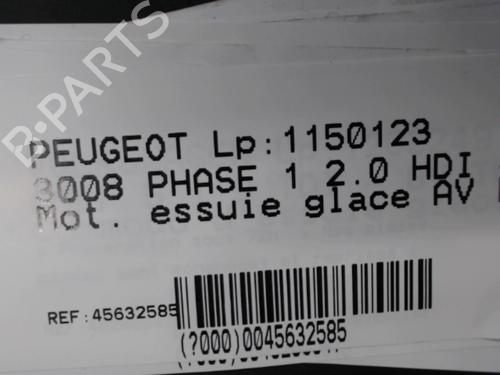 B-PARTS
PEUGEOT Lp:1150123
3008 PHASE 1 2.0 HDI
Mot. essuie glace AV
REF:45632585
(?000)0045632585